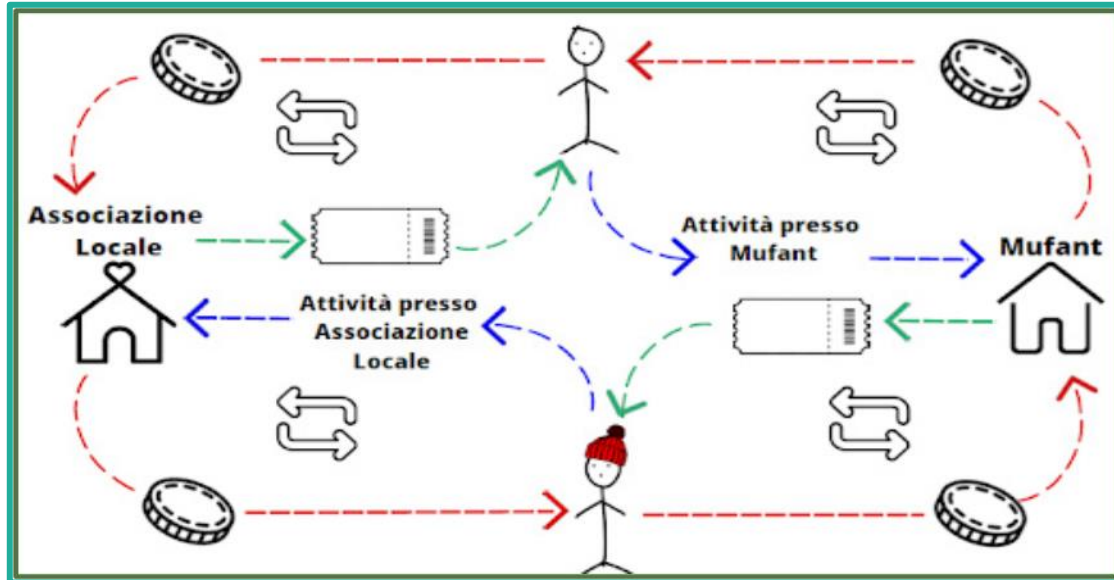 Associazione
Locale
Attività presso
Mufant
Mufant
Attività presso
Associazione
Locale